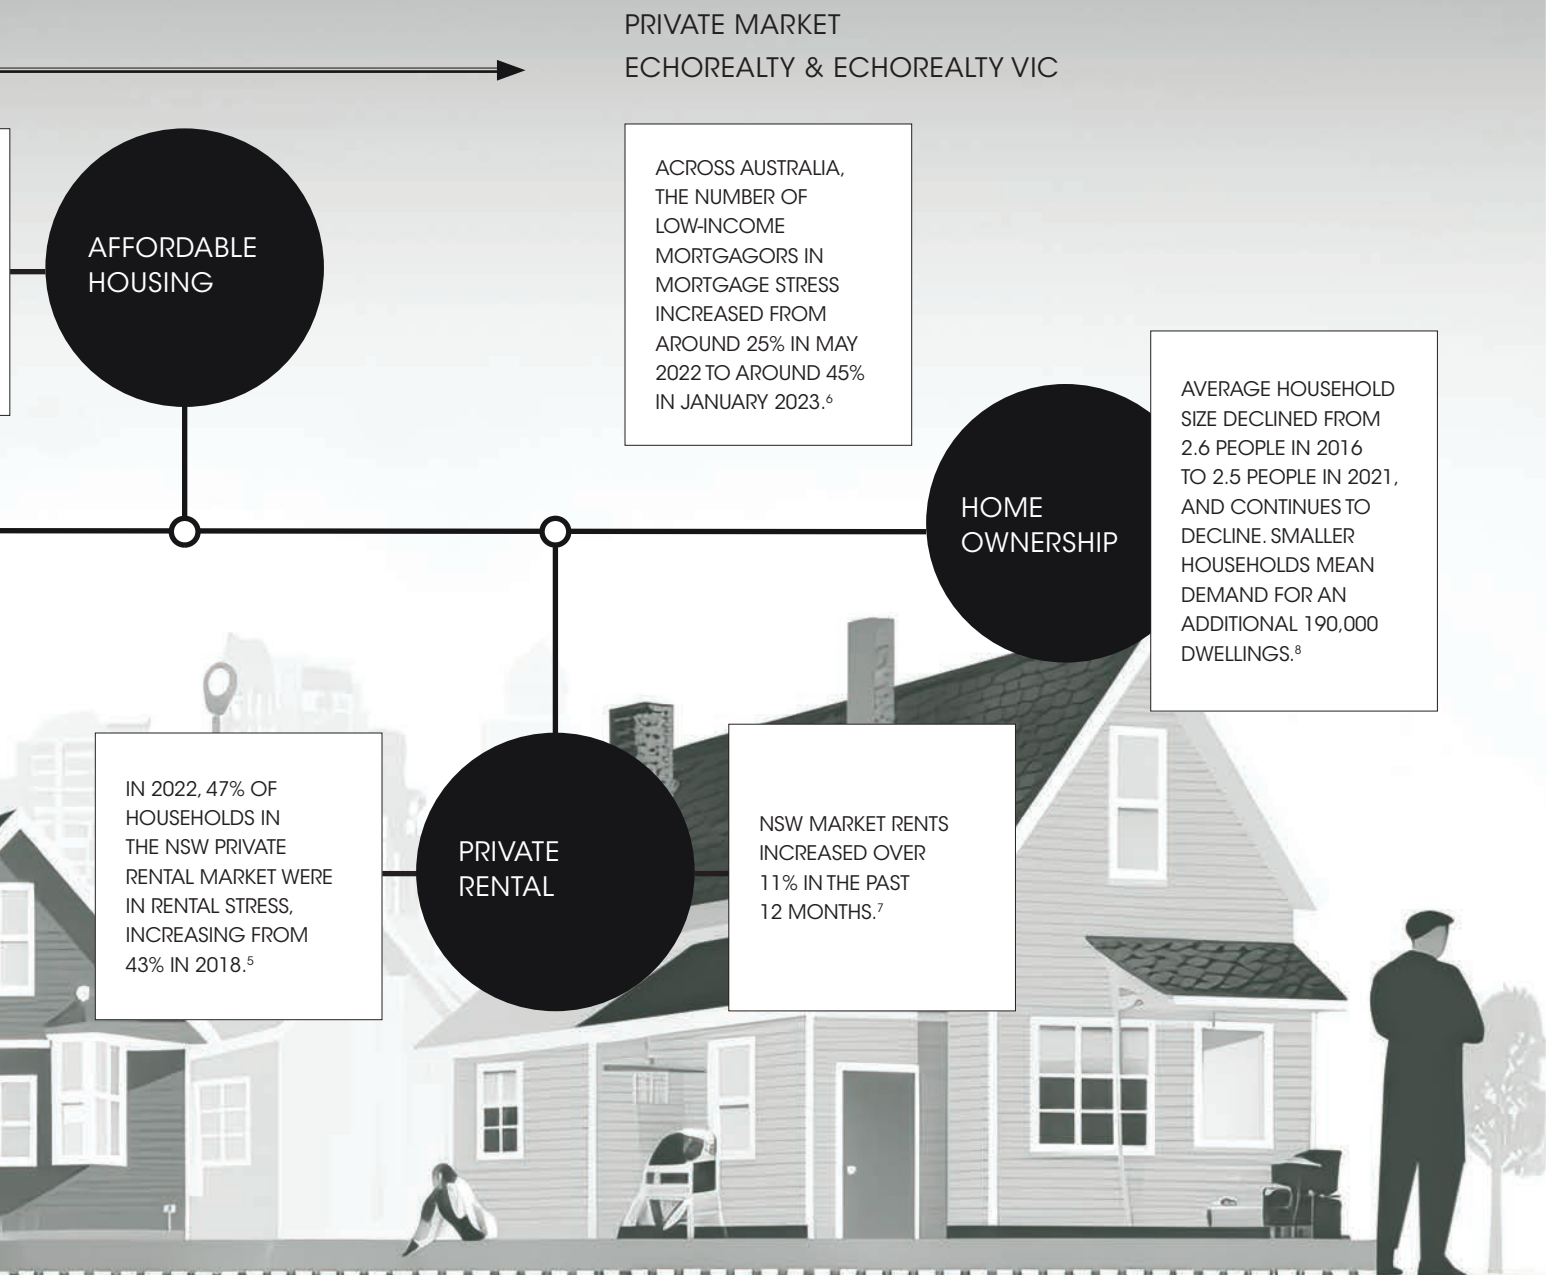 PRIVATE MARKET
ECHOREALTY & ECHOREALTY VIC
AFFORDABLE
HOUSING
ACROSS AUSTRALIA,
THE NUMBER OF
LOW-INCOME
MORTGAGORS IN
MORTGAGE STRESS
INCREASED FROM
AROUND 25% IN MAY
2022 TO AROUND 45%
IN JANUARY 2023.⁶
HOME
OWNERSHIP
AVERAGE HOUSEHOLD
SIZE DECLINED FROM
2.6 PEOPLE IN 2016
TO 2.5 PEOPLE IN 2021,
AND CONTINUES TO
DECLINE. SMALLER
HOUSEHOLDS MEAN
DEMAND FOR AN
ADDITIONAL 190,000
DWELLINGS.⁸
IN 2022, 47% OF
HOUSEHOLDS IN
THE NSW PRIVATE
RENTAL MARKET WERE
IN RENTAL STRESS,
INCREASING FROM
43% IN 2018.⁵
PRIVATE
RENTAL
NSW MARKET RENTS
INCREASED OVER
11% IN THE PAST
12 MONTHS.⁷